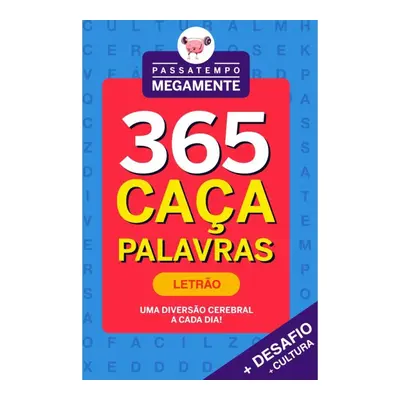 PASSATEMPO
MEGAMENTE
365
CAÇA
PALAVRAS
LETRÃO
UMA DIVERSÃO CEREBRAL
A CADA DIA!
+ DESAFIO
+ CULTURA